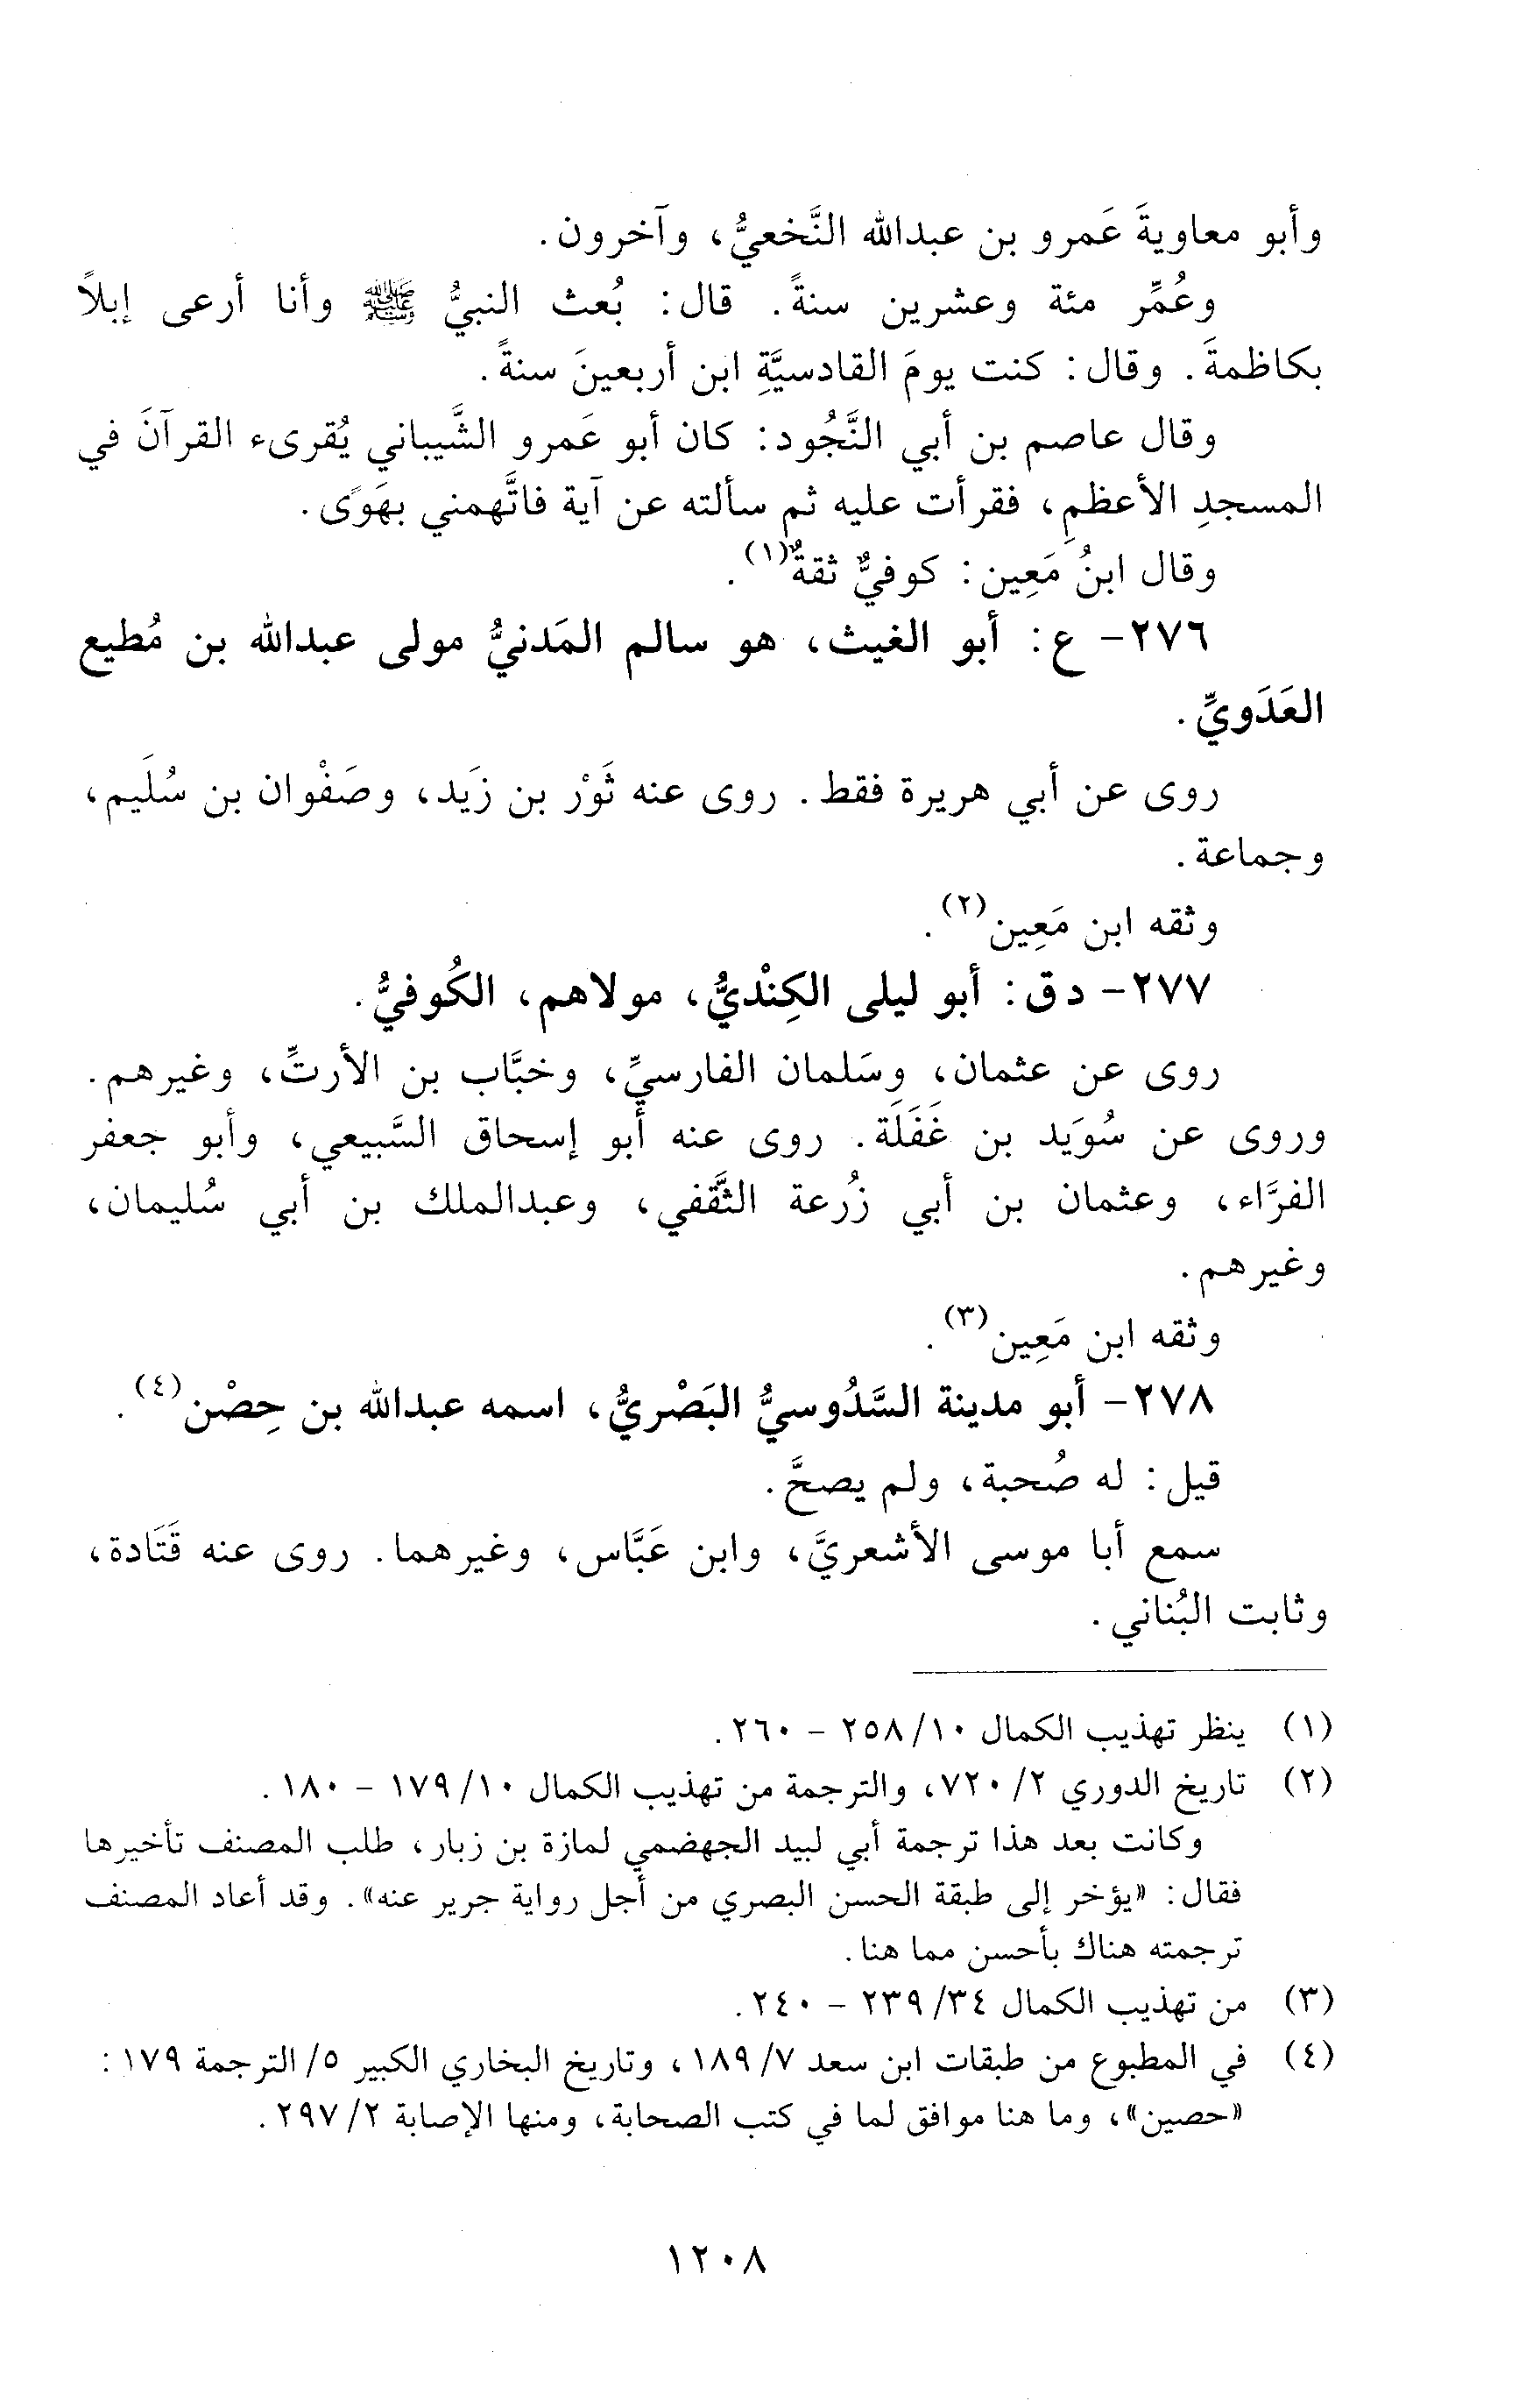 وأبو معاويةَ عَمرو بن عبدالله النَّخعيُّ، وآخرون.
وعُمِّر مئة وعشرين سنةً. قال: بُعث النبيُّ ﷺ وأنا أرعى إبلاً
بكاظمةَ. وقال: كنت يومَ القادسيَّةِ ابن أربعينَ سنةً.
وقال عاصم بن أبي النَّجُود: كان أبو عَمرو الشَّيباني يُقرىء القرآنَ في
المسجدِ الأعظمِ، فقرأت عليه ثم سألته عن آية فاتَّهمني بهَوًى.
وقال ابنُ مَعِين: كوفيٌّ ثقةٌ(١).
٢٧٦- ع: أبو الغيث، هو سالم المَدنيُّ مولى عبدالله بن مُطيع
العَدَويِّ.
روى عن أبي هريرة فقط. روى عنه ثَوْر بن زَيد، وصَفْوان بن سُلَيم،
وجماعة.
وثقه ابن مَعِين(٢).
٢٧٧- د ق: أبو ليلى الكِنْديُّ، مولاهم، الكُوفيُّ.
روى عن عثمان، وسَلمان الفارسيِّ، وخبَّاب بن الأرتِّ، وغيرهم.
وروى عن سُوَيد بن غَفَلَة. روى عنه أبو إسحاق السَّبيعي، وأبو جعفر
الفرَّاء، وعثمان بن أبي زُرعة الثَّقفي، وعبدالملك بن أبي سُليمان،
وغيرهم.
وثقه ابن مَعِين(٣).
٢٧٨- أبو مدينة السَّدُوسيُّ البَصْريُّ، اسمه عبدالله بن حِصْن(٤).
قيل: له صُحبة، ولم يصحَّ.
سمع أبا موسى الأشعريَّ، وابن عَبَّاس، وغيرهما. روى عنه قَتَادة،
وثابت البُناني.
(١) ينظر تهذيب الكمال ١٠/ ٢٥٨ - ٢٦٠.
(٢) تاريخ الدوري ٢/ ٧٢٠، والترجمة من تهذيب الكمال ١٠/ ١٧٩ - ١٨٠.
وكانت بعد هذا ترجمة أبي لبيد الجهضمي لمازة بن زبار، طلب المصنف تأخيرها
فقال: «يؤخر إلى طبقة الحسن البصري من أجل رواية جرير عنه». وقد أعاد المصنف
ترجمته هناك بأحسن مما هنا.
(٣) من تهذيب الكمال ٣٤/ ٢٣٩ - ٢٤٠.
(٤) في المطبوع من طبقات ابن سعد ٧/ ١٨٩، وتاريخ البخاري الكبير ٥/ الترجمة ١٧٩:
«حصين»، وما هنا موافق لما في كتب الصحابة، ومنها الإصابة ٢/ ٢٩٧.
١٢٠٨